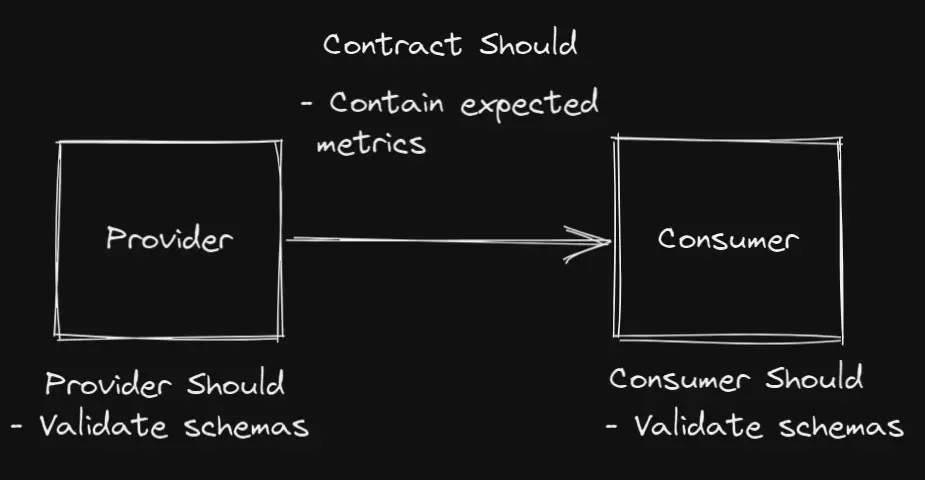 Contract Should
- Contain expected
metrics
Provider
Consumer
Provider Should
- Validate schemas
Consumer Should
- Validate schemas